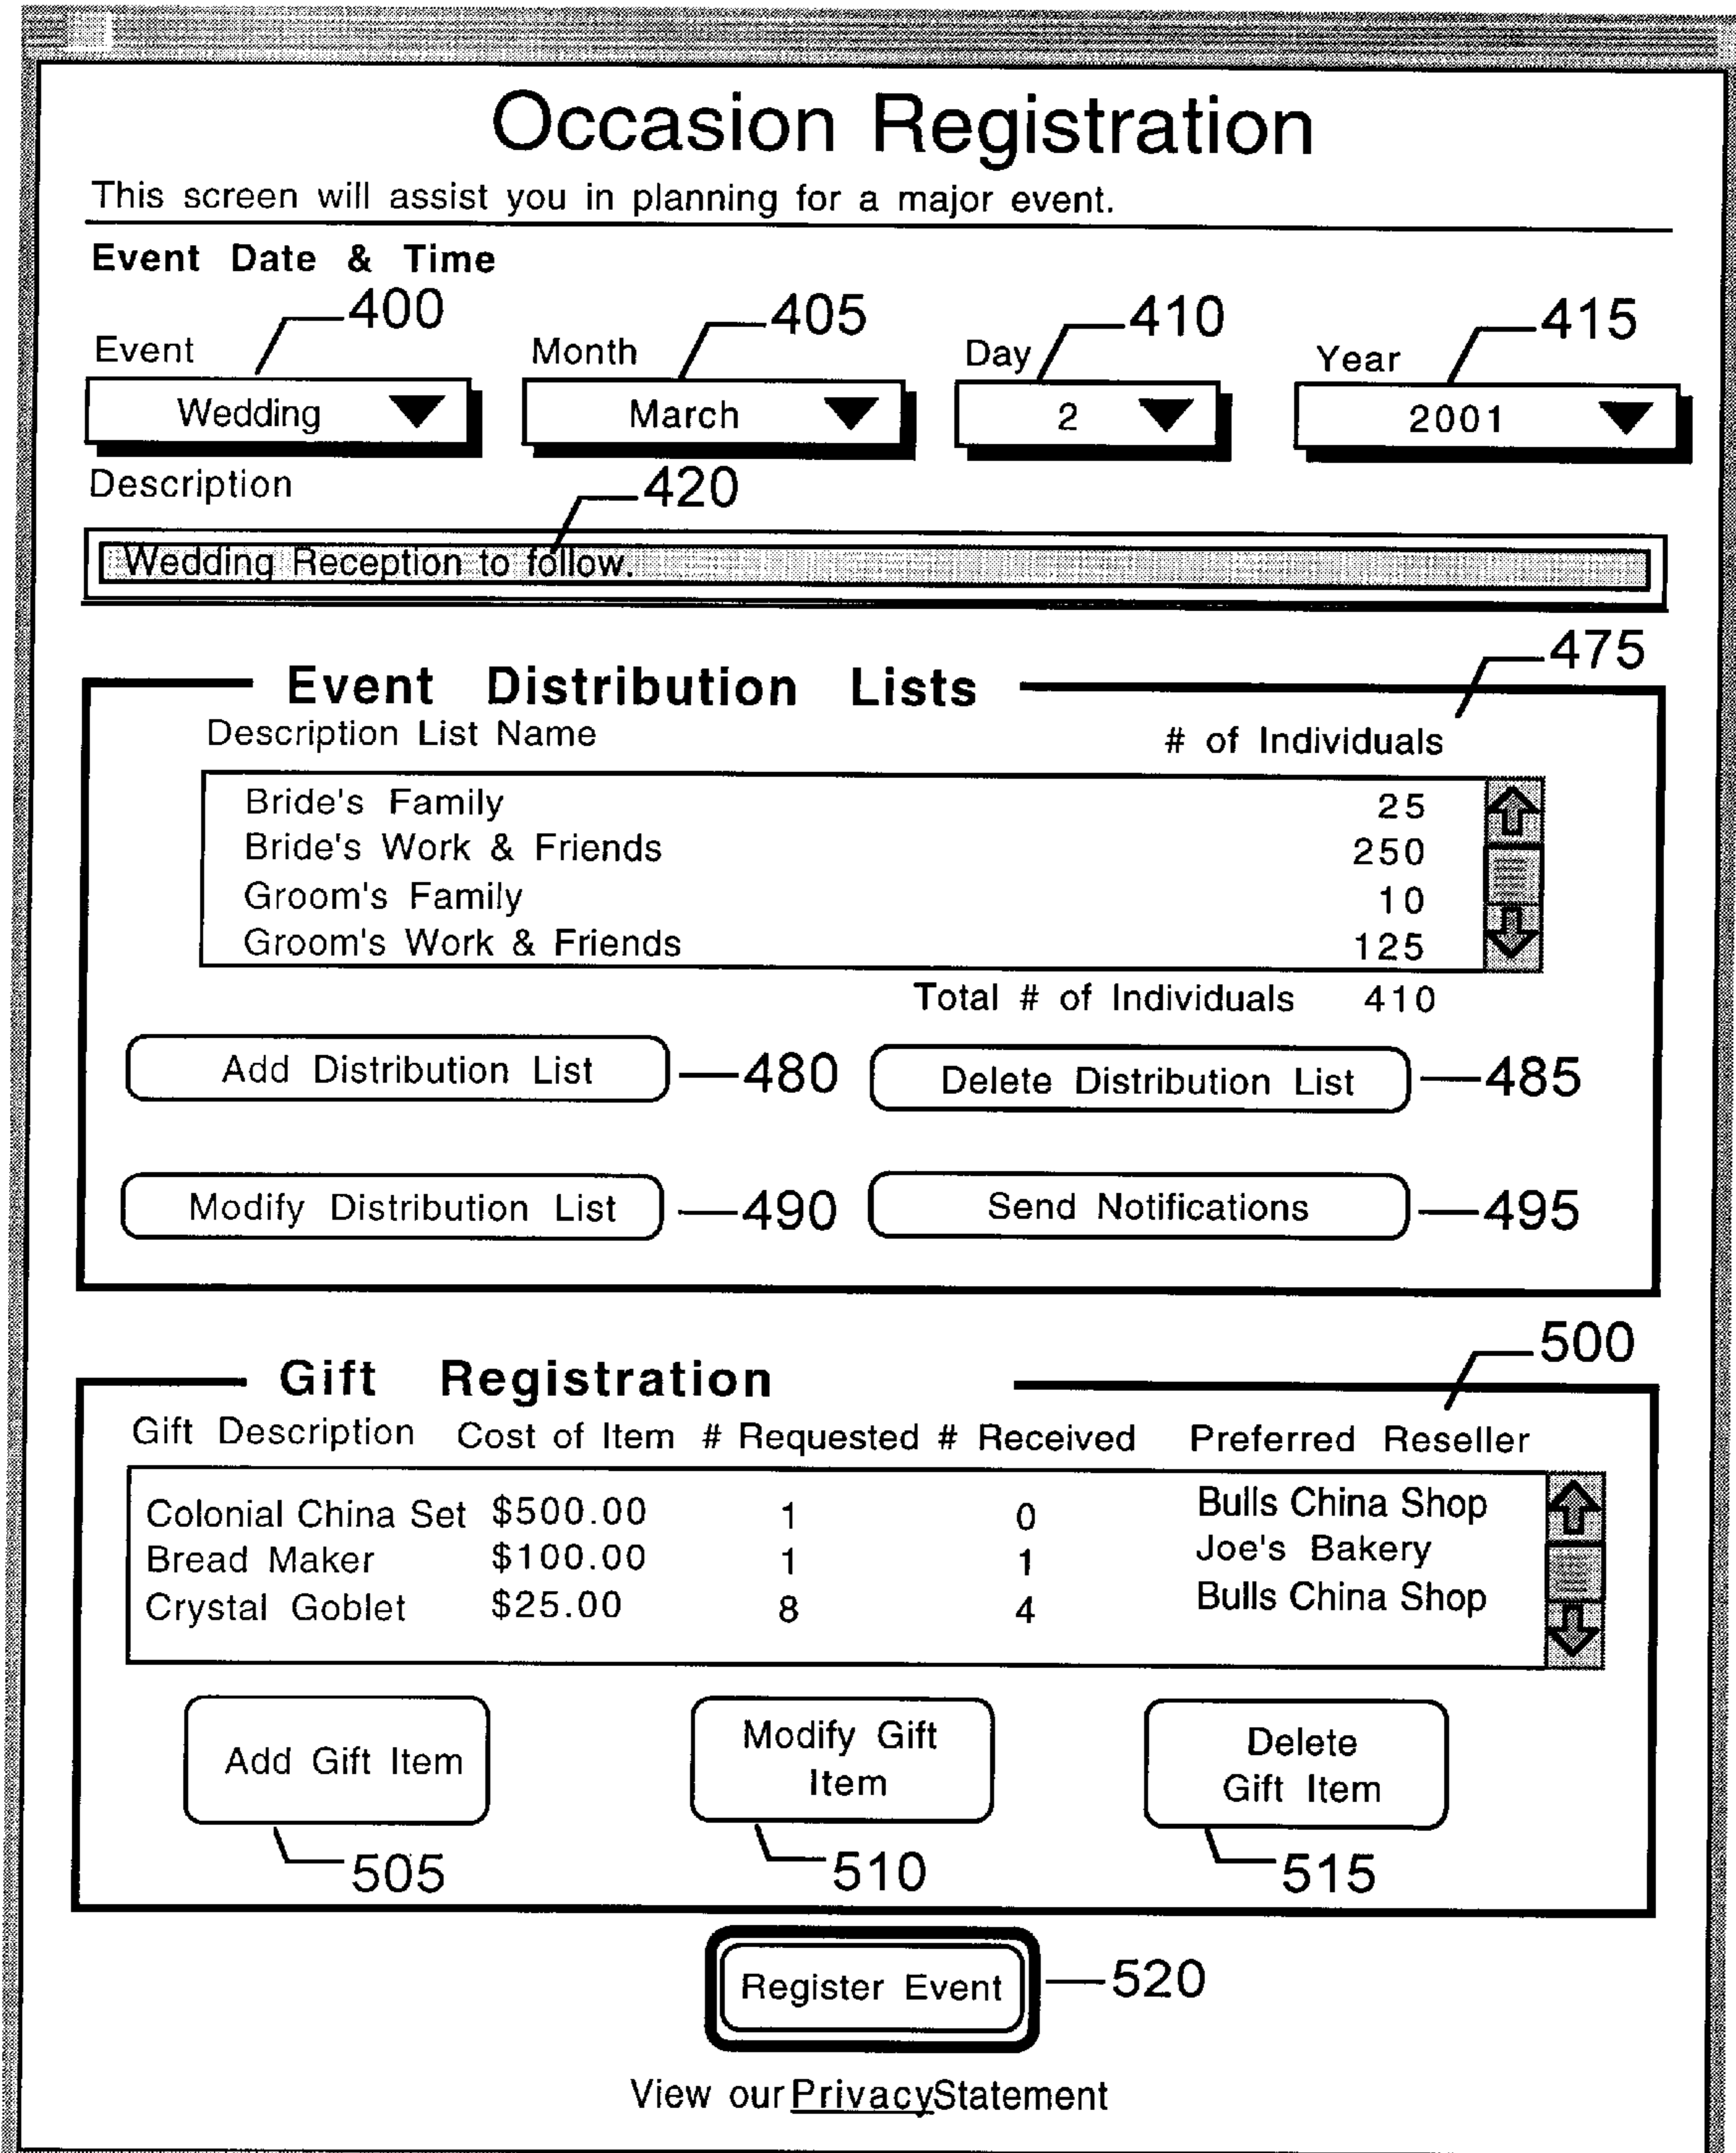 Occasion Registration
This screen will assist you in planning for a major event.
Event Date & Time
400 405 410 415
Event Month Day Year
Wedding March 2 2001
Description 420
Wedding Reception to follow.
475
Event Distribution Lists
Description List Name # of Individuals
Bride's Family 25
Bride's Work & Friends 250
Groom's Family 10
Groom's Work & Friends 125
Total # of Individuals 410
Add Distribution List 480 Delete Distribution List 485
Modify Distribution List 490 Send Notifications 495
500
Gift Registration
Gift Description Cost of Item # Requested # Received Preferred Reseller
Colonial China Set $500.00 1 0 Bulls China Shop
Bread Maker $100.00 1 1 Joe's Bakery
Crystal Goblet $25.00 8 4 Bulls China Shop
Add Gift Item
Modify Gift
Item
Delete
Gift Item
505 510 515
Register Event 520
View our Privacy Statement